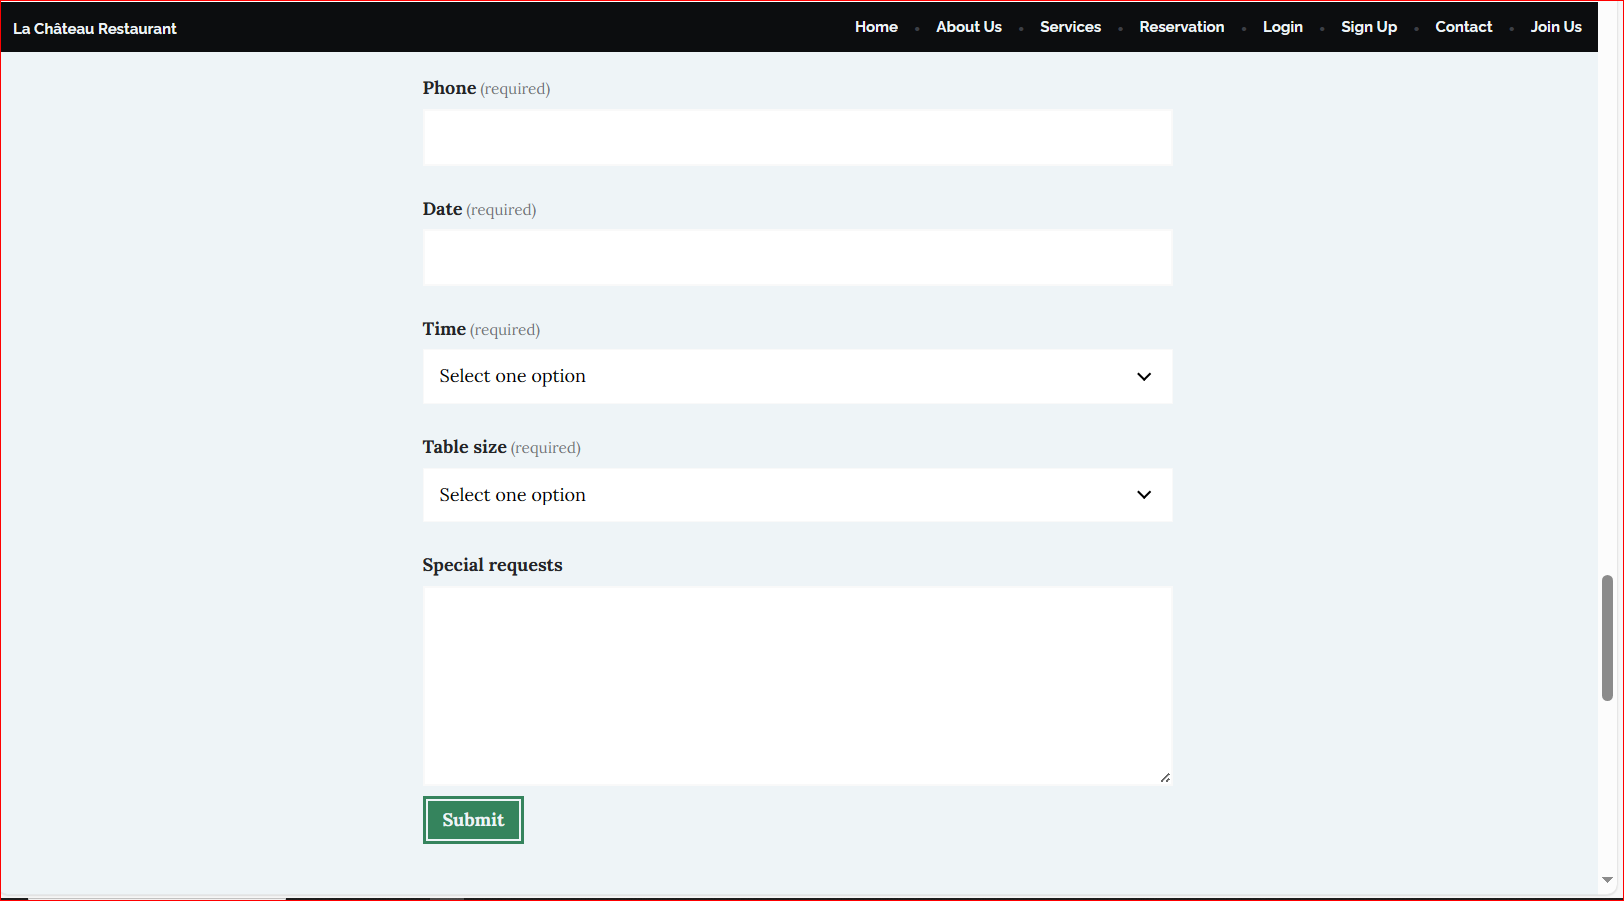 La Château Restaurant
Home • About Us • Services • Reservation • Login • Sign Up • Contact • Join Us
Phone (required)
Date (required)
Time (required)
Select one option
Table size (required)
Select one option
Special requests
Submit